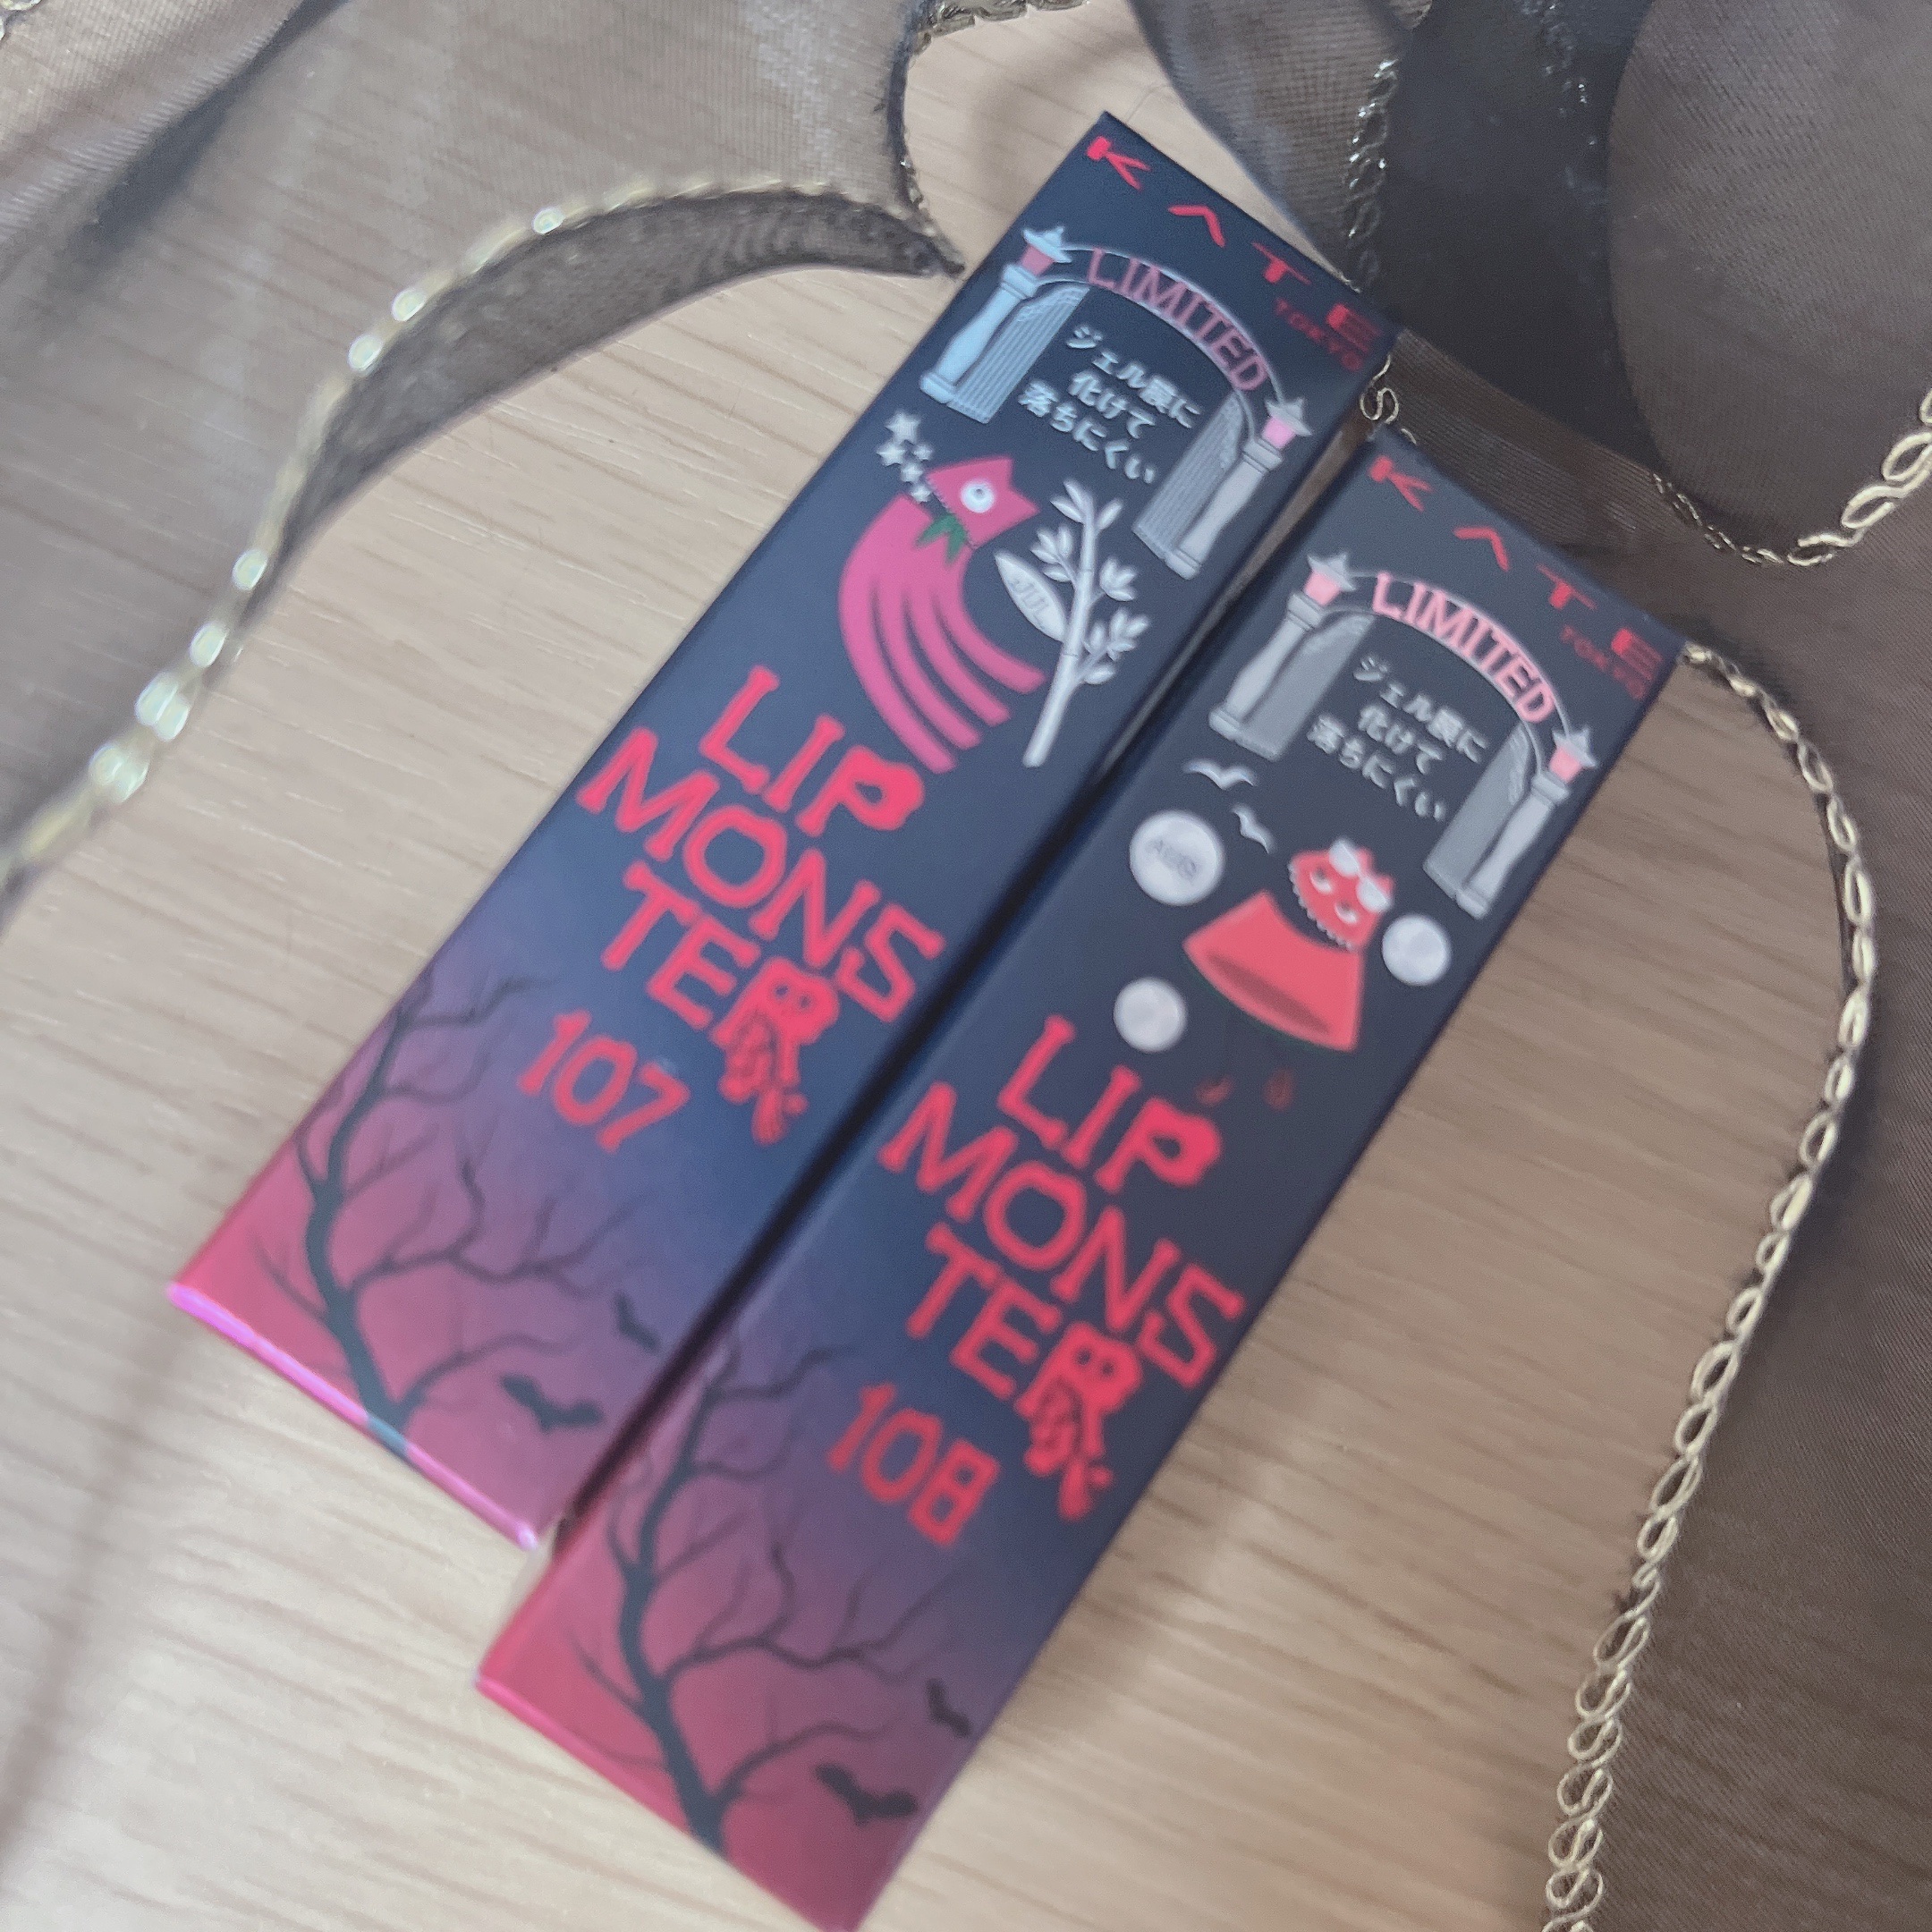 KATE
TOKYO
LIMITED
ジェル膜に
化けて
落ちにくい
JUL
LIP
MONS
TER
107
KATE
TOKYO
LIMITED
ジェル膜に
化けて
落ちにくい
AUG
LIP
MONS
TER
108